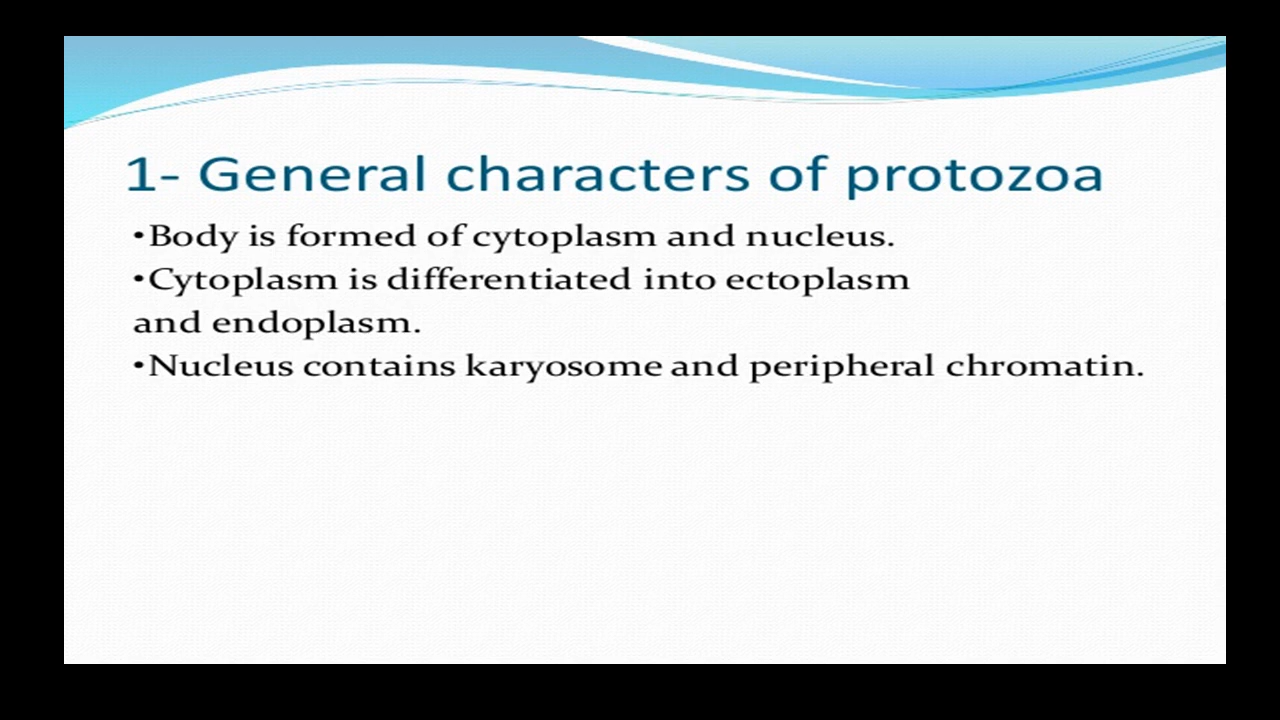 1- General characters of protozoa
•Body is formed of cytoplasm and nucleus.
•Cytoplasm is differentiated into ectoplasm
and endoplasm.
•Nucleus contains karyosome and peripheral chromatin.